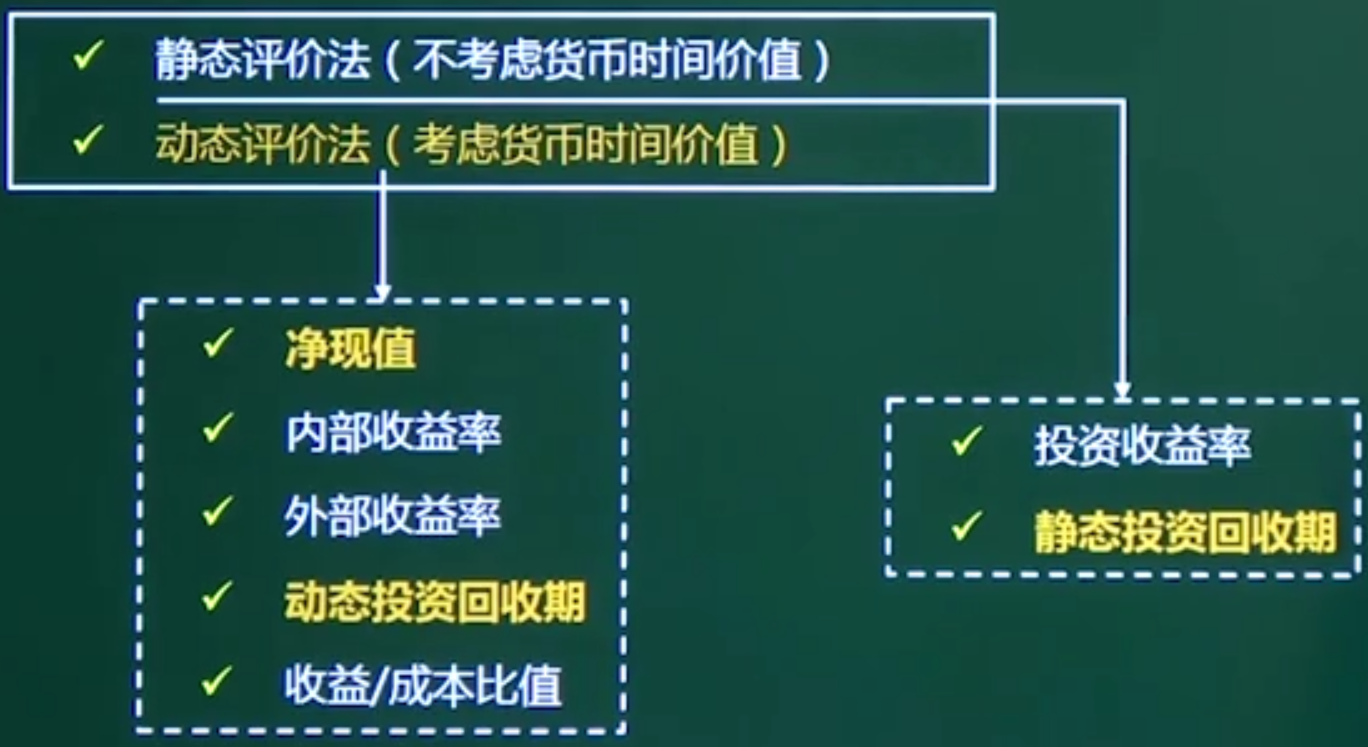 静态评价法（不考虑货币时间价值）
动态评价法（考虑货币时间价值）
净现值
内部收益率
外部收益率
动态投资回收期
收益/成本比值
投资收益率
静态投资回收期